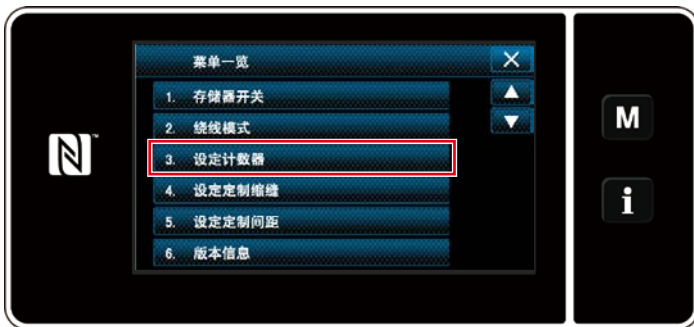 菜单一览
1. 存储器开关
2. 绕线模式
3. 设定计数器
4. 设定定制缩缝
5. 设定定制间距
6. 版本信息
M
i